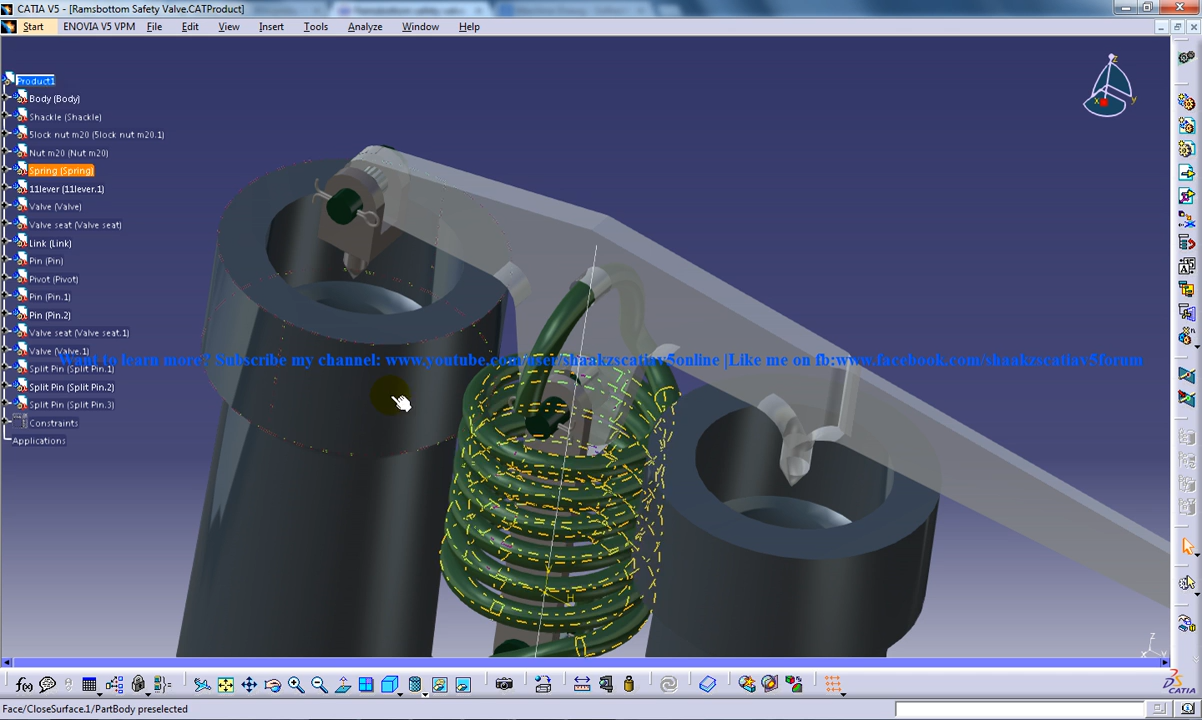 CATIA V5 - [Ramsbottom Safety Valve.CATProduct]
Start ENOVIA V5 VPM File Edit View Insert Tools Analyze Window Help
Product1
Body (Body)
Shackle (Shackle)
5lock nut m20 (5lock nut m20.1)
Nut m20 (Nut m20)
Spring (Spring)
11lever (11lever.1)
Valve (Valve)
Valve seat (Valve seat)
Link (Link)
Pin (Pin)
Pivot (Pivot)
Pin (Pin.1)
Pin (Pin.2)
Valve seat (Valve seat.1)
Valve (Valve.1)
Want to learn more? Subscribe my channel: www.youtube.com/user/shaakzscatiav5online |Like me on fb:www.facebook.com/shaakzscatiav5forum
Split Pin (Split Pin.1)
Split Pin (Split Pin.2)
Split Pin (Split Pin.3)
Constraints
Applications
f(x)
CATIA
Face/CloseSurface.1/PartBody preselected